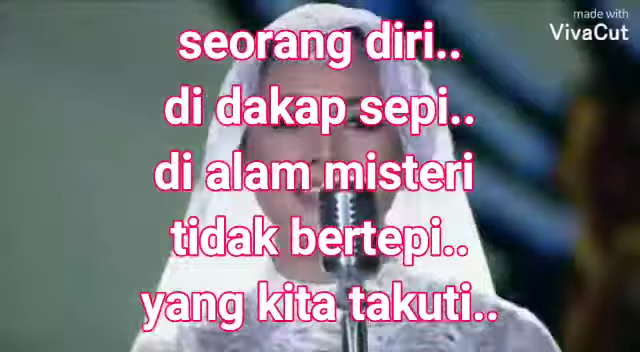 made with
VivaCut
seorang diri..
di dakap sepi..
di alam misteri
tidak bertepi..
yang kita takuti..